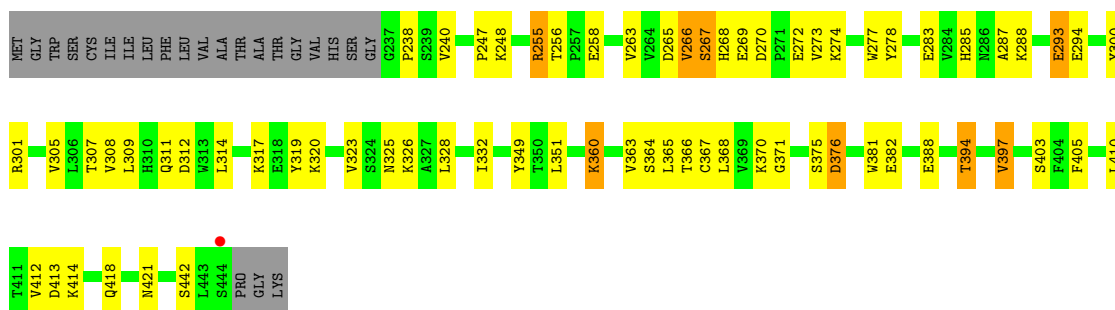 MET GLY TRP SER CYS ILE ILE LEU PHE LEU VAL ALA THR ALA THR GLY VAL HIS SER GLY G237 P238 S239 V240 P247 K248 R255 T256 P257 E258 V263 V264 D265 V266 S267 H268 E269 D270 P271 E272 V273 K274 W277 Y278 E283 V284 H285 N286 A287 K288 E293 E294
R301 V305 L306 T307 V308 L309 H310 Q311 D312 W313 L314 K317 E318 Y319 K320 V323 S324 N325 K326 A327 L328 I332 Y349 T350 L351 K360 V363 S364 L365 T366 C367 L368 V369 K370 G371 S375 D376 W381 E382 E388 T394 V397 S403 F404 F405 L410
T411 V412 D413 K414 Q418 N421 S442 L443 S444 PRO GLY LYS